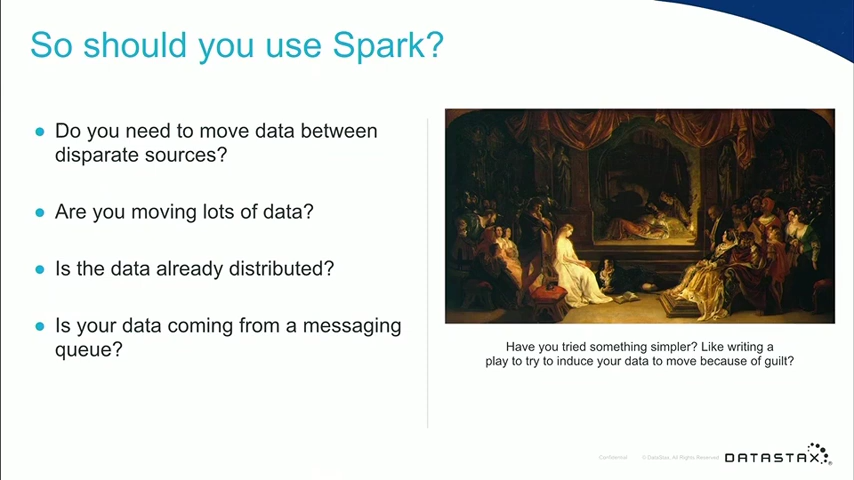 So should you use Spark?
Do you need to move data between
disparate sources?
Are you moving lots of data?
Is the data already distributed?
Is your data coming from a messaging
queue?
Have you tried something simpler? Like writing a
play to try to induce your data to move because of guilt?
Confidential © DataStax, All Rights Reserved.
DATASTAX®